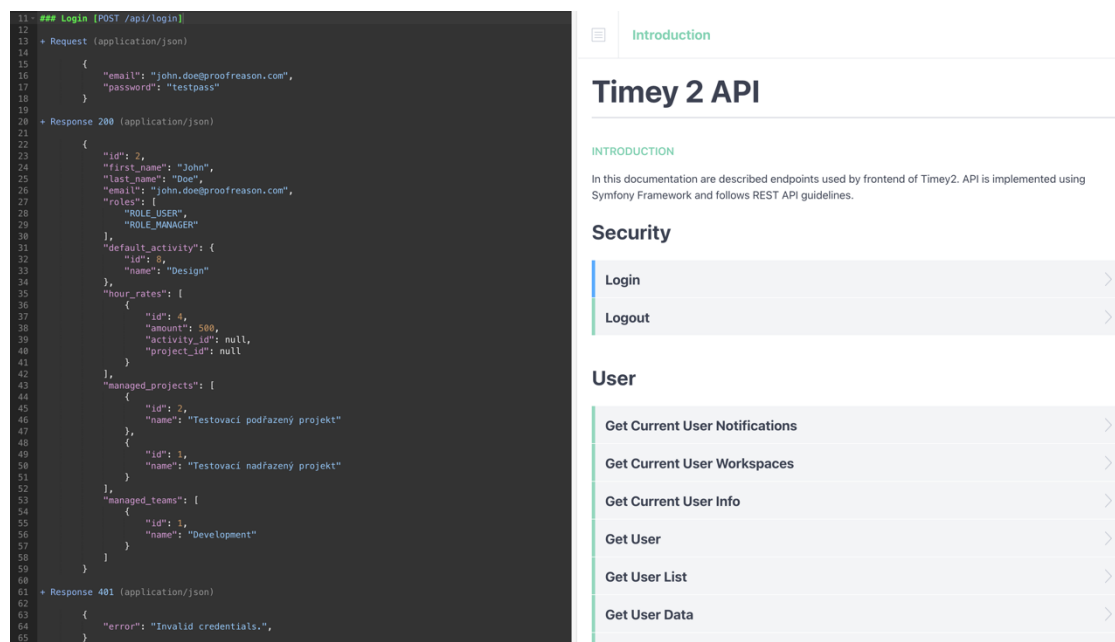 11 ### Login [POST /api/login]
12
13 + Request (application/json)
14
15 {
16 "email": "john.doe@proofreason.com",
17 "password": "testpass"
18 }
19
20 + Response 200 (application/json)
21
22 {
23 "id": 2,
24 "first_name": "John",
25 "last_name": "Doe",
26 "email": "john.doe@proofreason.com",
27 "roles": [
28 "ROLE_USER",
29 "ROLE_MANAGER"
30 ],
31 "default_activity": {
32 "id": 8,
33 "name": "Design"
34 },
35 "hour_rates": [
36 {
37 "id": 4,
38 "amount": 500,
39 "activity_id": null,
40 "project_id": null
41 }
42 ],
43 "managed_projects": [
44 {
45 "id": 2,
46 "name": "Testovací podřazený projekt"
47 },
48 {
49 "id": 1,
50 "name": "Testovací nadřazený projekt"
51 }
52 ],
53 "managed_teams": [
54 {
55 "id": 1,
56 "name": "Development"
57 }
58 ]
59 }
60
61 + Response 401 (application/json)
62
63 {
64 "error": "Invalid credentials.",
65 }
Introduction
Timey 2 API
INTRODUCTION
In this documentation are described endpoints used by frontend of Timey2. API is implemented using
Symfony Framework and follows REST API guidelines.
Security
Login
Logout
User
Get Current User Notifications
Get Current User Workspaces
Get Current User Info
Get User
Get User List
Get User Data